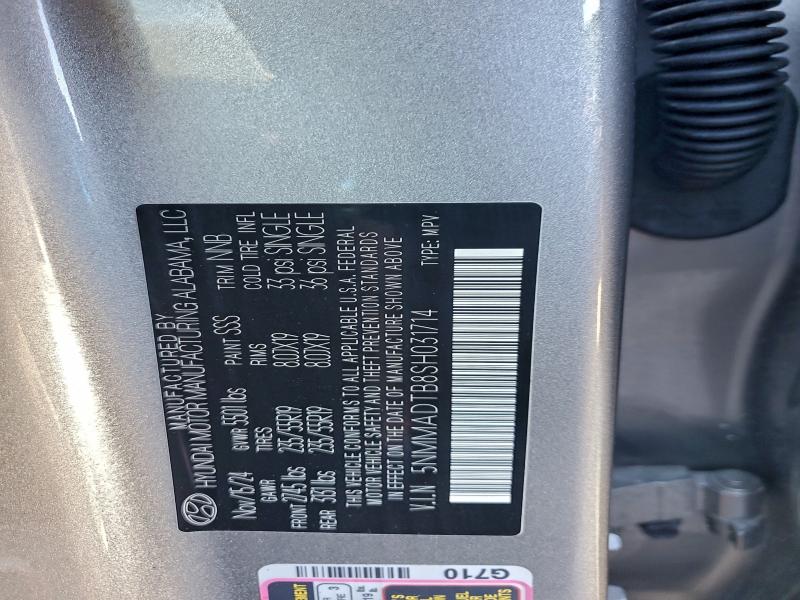 MANUFACTURED BY
HYUNDAI MOTOR MANUFACTURING ALABAMA, LLC
Nov/15/24 GVWR 5501 lbs PAINT SSS TRIM NNB
GAWR TIRES RIMS COLD TIRE INFL
FRONT 2745 lbs 235/55R19 8.0JX19 33 psi SINGLE
REAR 3131 lbs 235/55R19 8.0JX19 36 psi SINGLE
THIS VEHICLE CONFORMS TO ALL APPLICABLE U.S.A. FEDERAL
MOTOR VEHICLE SAFETY AND THEFT PREVENTION STANDARDS
IN EFFECT ON THE DATE OF MANUFACTURE SHOWN ABOVE
V.I.N 5NMMADTB8SH031714 TYPE: MPV
G710